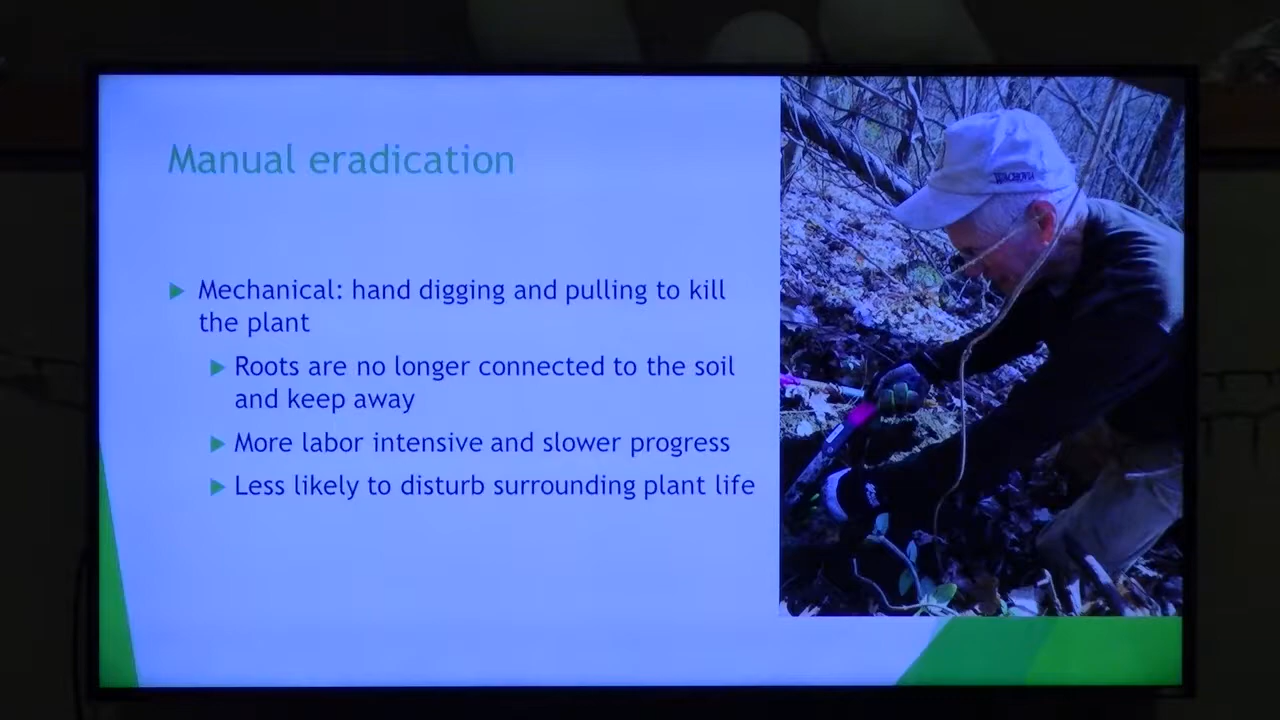 Manual eradication
Mechanical: hand digging and pulling to kill
the plant
Roots are no longer connected to the soil
and keep away
More labor intensive and slower progress
Less likely to disturb surrounding plant life
WACHOVIA